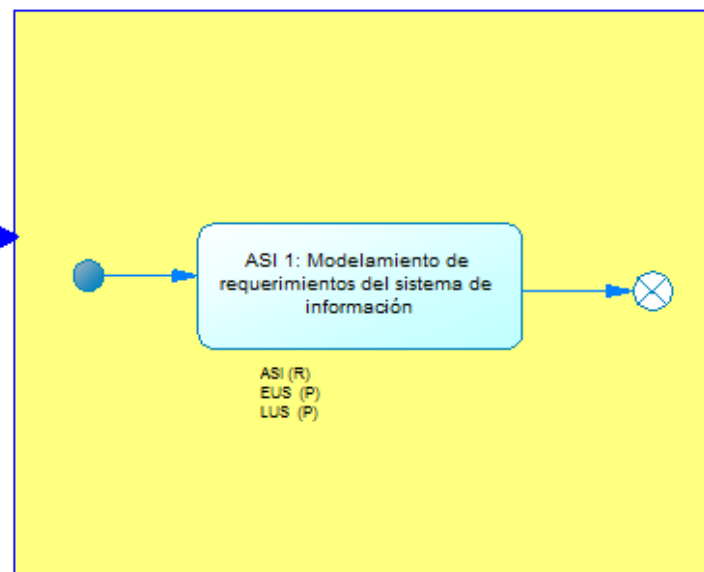 ASI 1: Modelamiento de
requerimientos del sistema de
información
ASI (R)
EUS (P)
LUS (P)